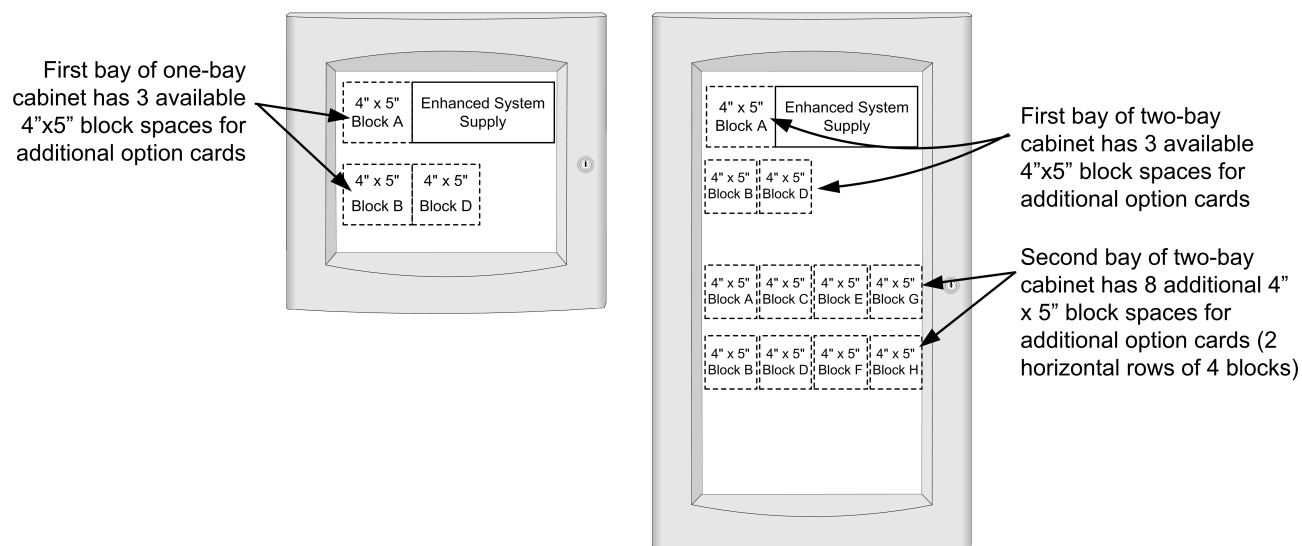 First bay of one-bay
cabinet has 3 available
4”x5” block spaces for
additional option cards
4" x 5"
Block A
Enhanced System
Supply
4" x 5"
Block B
4" x 5"
Block D
4" x 5"
Block A
Enhanced System
Supply
4" x 5"
Block B
4" x 5"
Block D
First bay of two-bay
cabinet has 3 available
4”x5” block spaces for
additional option cards
4" x 5"
Block A
4" x 5"
Block C
4" x 5"
Block E
4" x 5"
Block G
4" x 5"
Block B
4" x 5"
Block D
4" x 5"
Block F
4" x 5"
Block H
Second bay of two-bay
cabinet has 8 additional 4”
x 5” block spaces for
additional option cards (2
horizontal rows of 4 blocks)